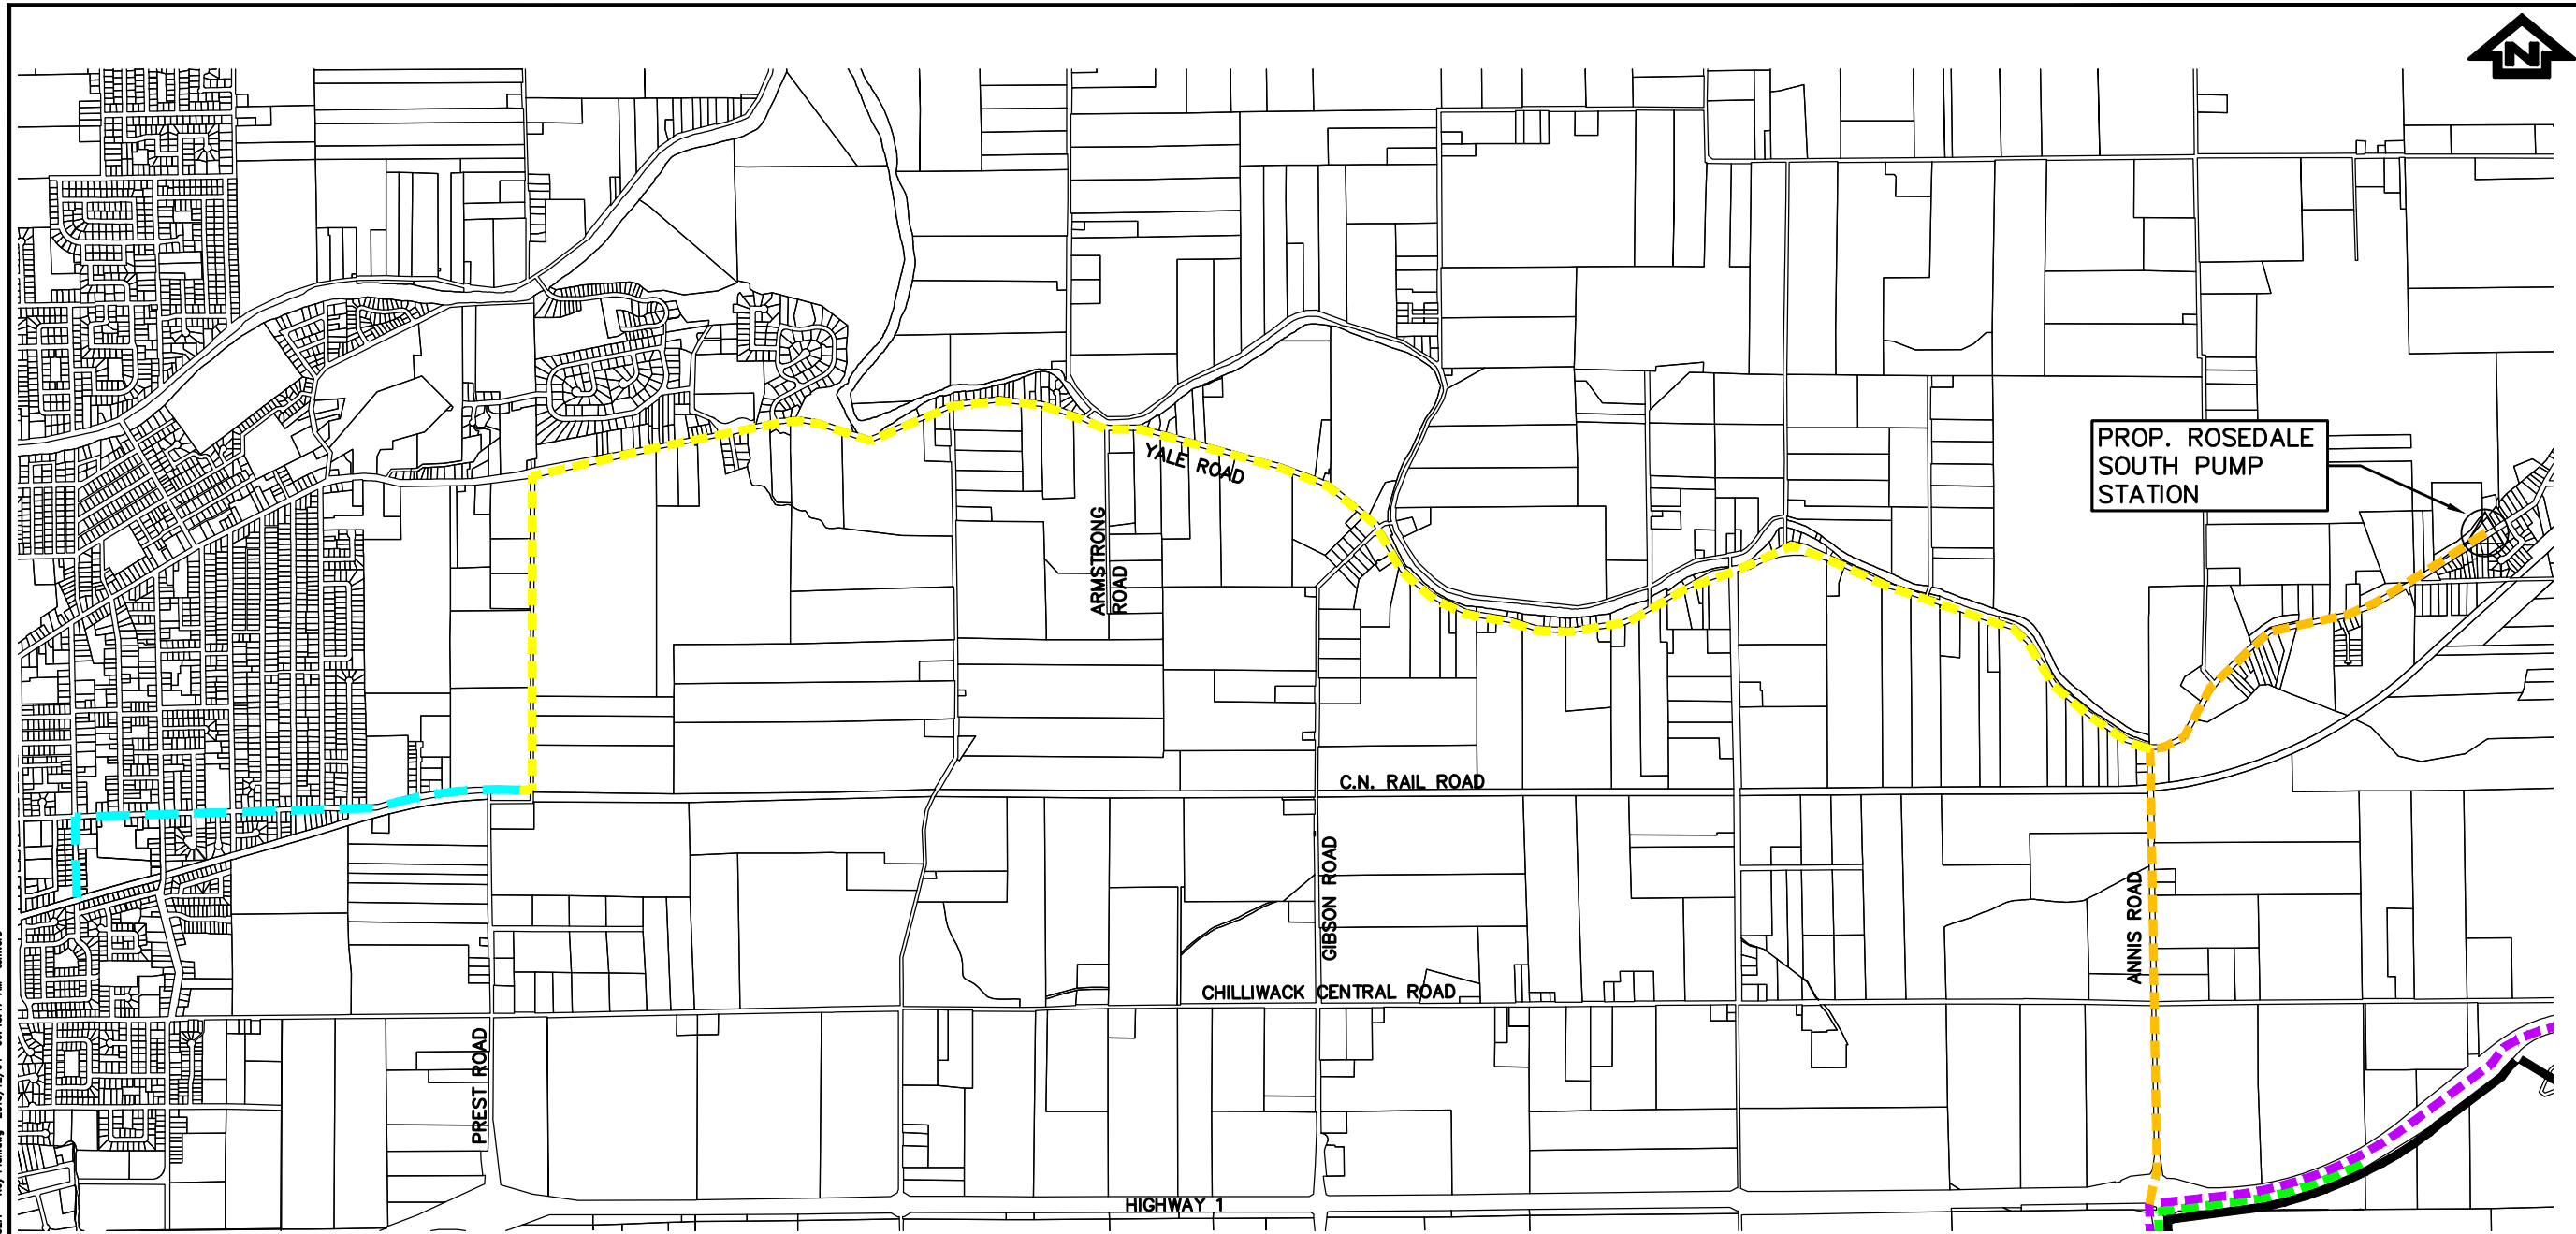 N
PROP. ROSEDALE
SOUTH PUMP
STATION
YALE ROAD
ARMSTRONG
ROAD
C.N. RAIL ROAD
GIBSON ROAD
ANNIS ROAD
CHILLIWACK CENTRAL ROAD
PREST ROAD
HIGHWAY 1